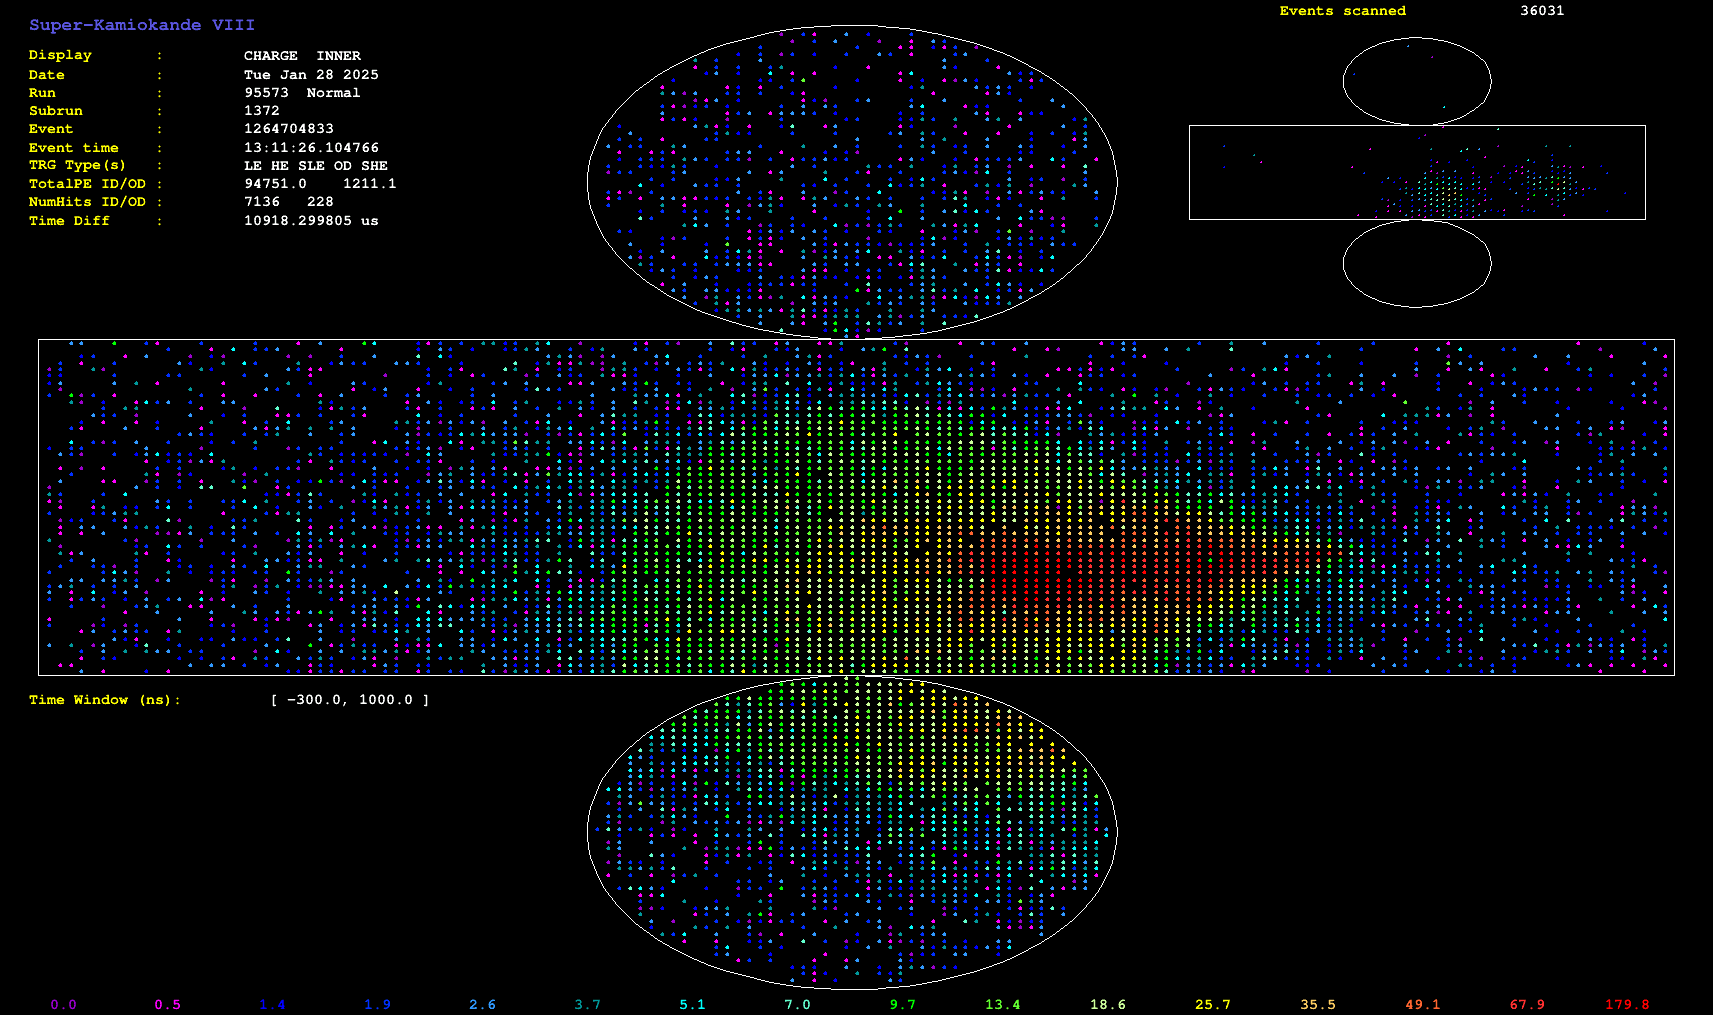 Super-Kamiokande VIII
Events scanned 36031
Display : CHARGE INNER
Date : Tue Jan 28 2025
Run : 95573 Normal
Subrun : 1372
Event : 1264704833
Event time : 13:11:26.104766
TRG Type(s) : LE HE SLE OD SHE
TotalPE ID/OD : 94751.0 1211.1
NumHits ID/OD : 7136 228
Time Diff : 10918.299805 us
Time Window (ns): [ -300.0, 1000.0 ]
0.0 0.5 1.4 1.9 2.6 3.7 5.1 7.0 9.7 13.4 18.6 25.7 35.5 49.1 67.9 179.8